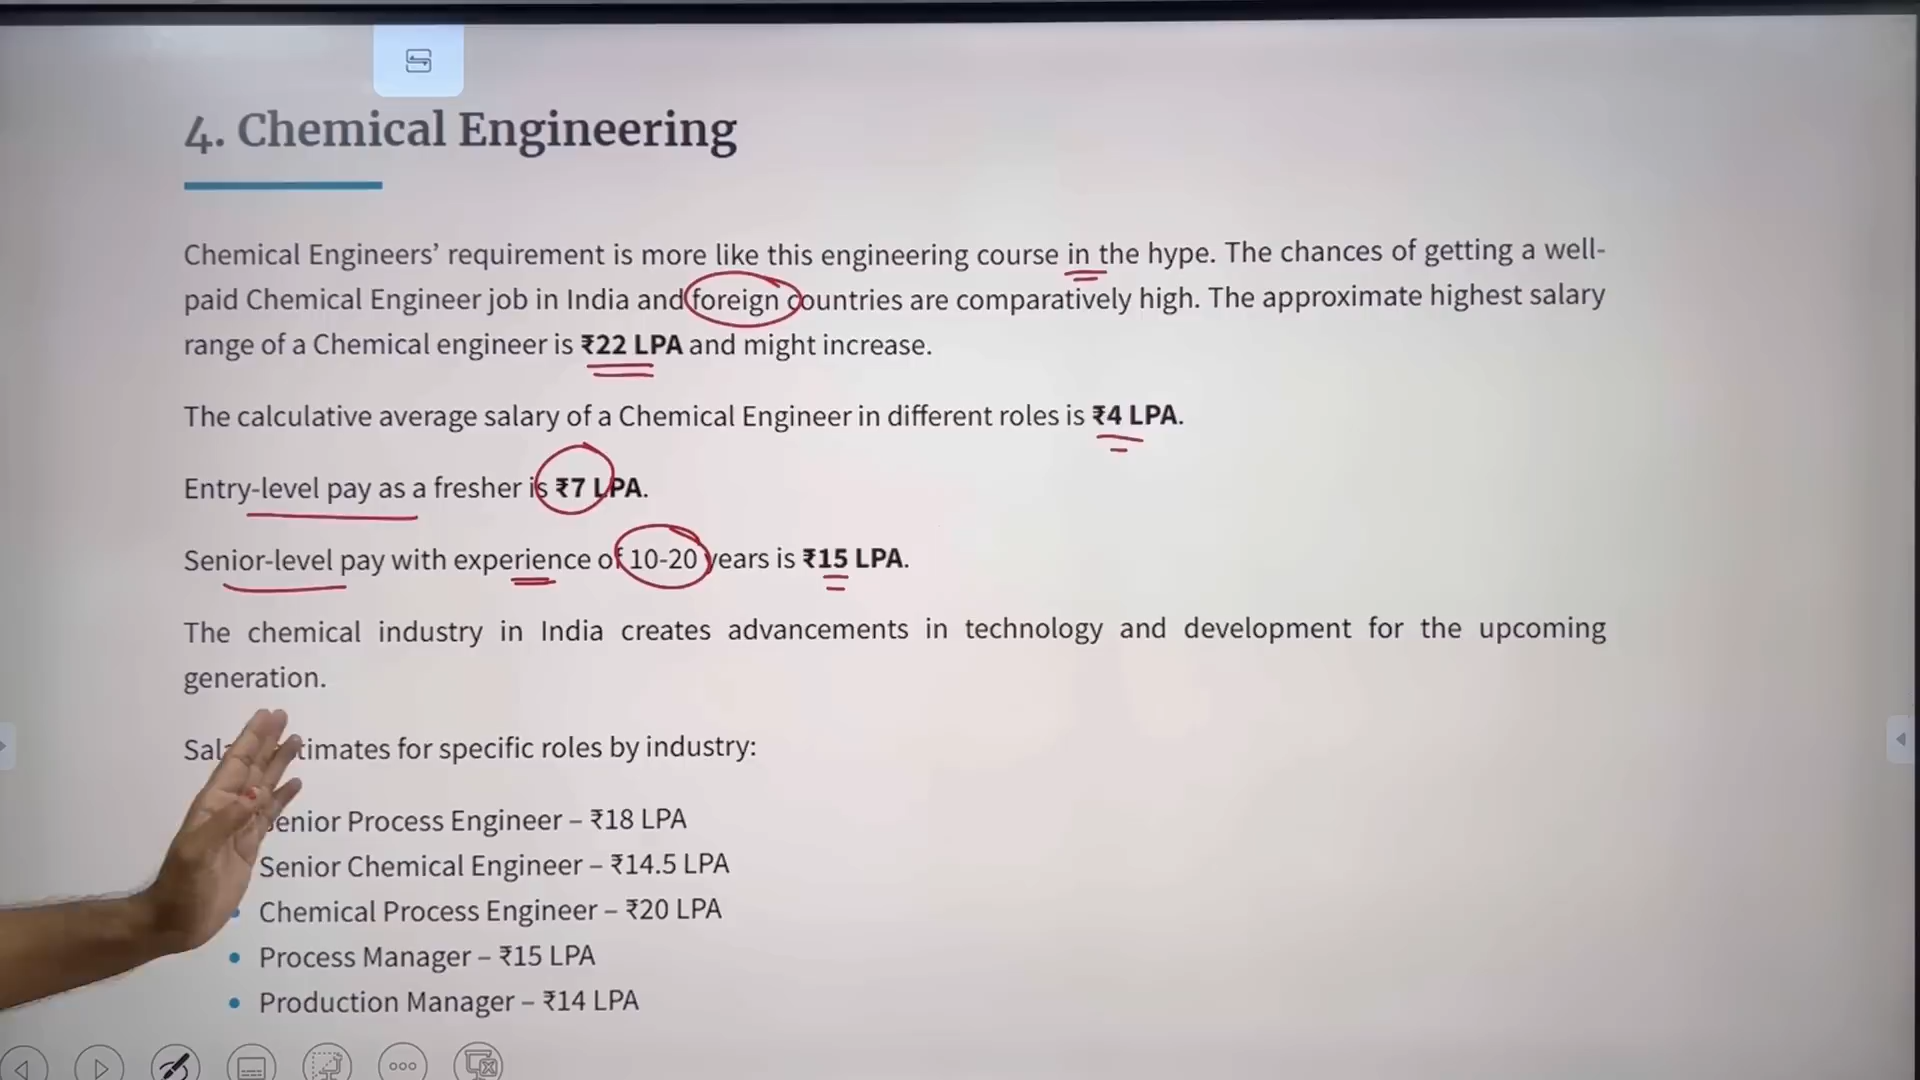 4. Chemical Engineering
Chemical Engineers’ requirement is more like this engineering course in the hype. The chances of getting a well-
paid Chemical Engineer job in India and foreign countries are comparatively high. The approximate highest salary
range of a Chemical engineer is ₹22 LPA and might increase.
The calculative average salary of a Chemical Engineer in different roles is ₹4 LPA.
Entry-level pay as a fresher is ₹7 LPA.
Senior-level pay with experience of 10-20 years is ₹15 LPA.
The chemical industry in India creates advancements in technology and development for the upcoming
generation.
for specific roles by industry:
Senior Process Engineer – ₹18 LPA
Senior Chemical Engineer – ₹14.5 LPA
• Chemical Process Engineer – ₹20 LPA
• Process Manager – ₹15 LPA
• Production Manager – ₹14 LPA